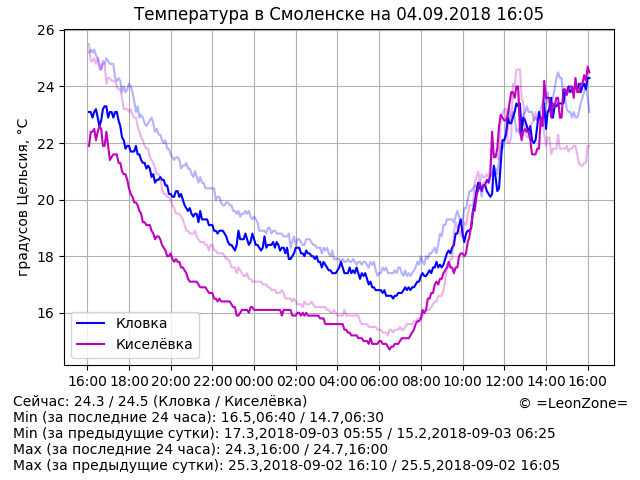 Температура в Смоленске на 04.09.2018 16:05
градусов Цельсия, °C
26
24
22
20
18
16
Кловка
Киселёвка
16:00 18:00 20:00 22:00 00:00 02:00 04:00 06:00 08:00 10:00 12:00 14:00 16:00
Сейчас: 24.3 / 24.5 (Кловка / Киселёвка)
© =LeonZone=
Min (за последние 24 часа): 16.5,06:40 / 14.7,06:30
Min (за предыдущие сутки): 17.3,2018-09-03 05:55 / 15.2,2018-09-03 06:25
Max (за последние 24 часа): 24.3,16:00 / 24.7,16:00
Max (за предыдущие сутки): 25.3,2018-09-02 16:10 / 25.5,2018-09-02 16:05